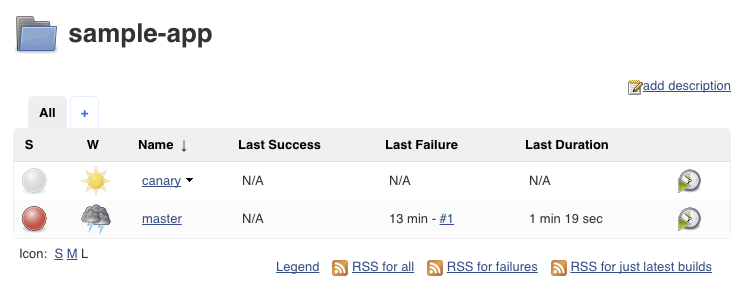 sample-app
add description
All +
S W Name ↓ Last Success Last Failure Last Duration
canary N/A N/A N/A
master N/A 13 min - #1 1 min 19 sec
Icon: S M L
Legend RSS for all RSS for failures RSS for just latest builds